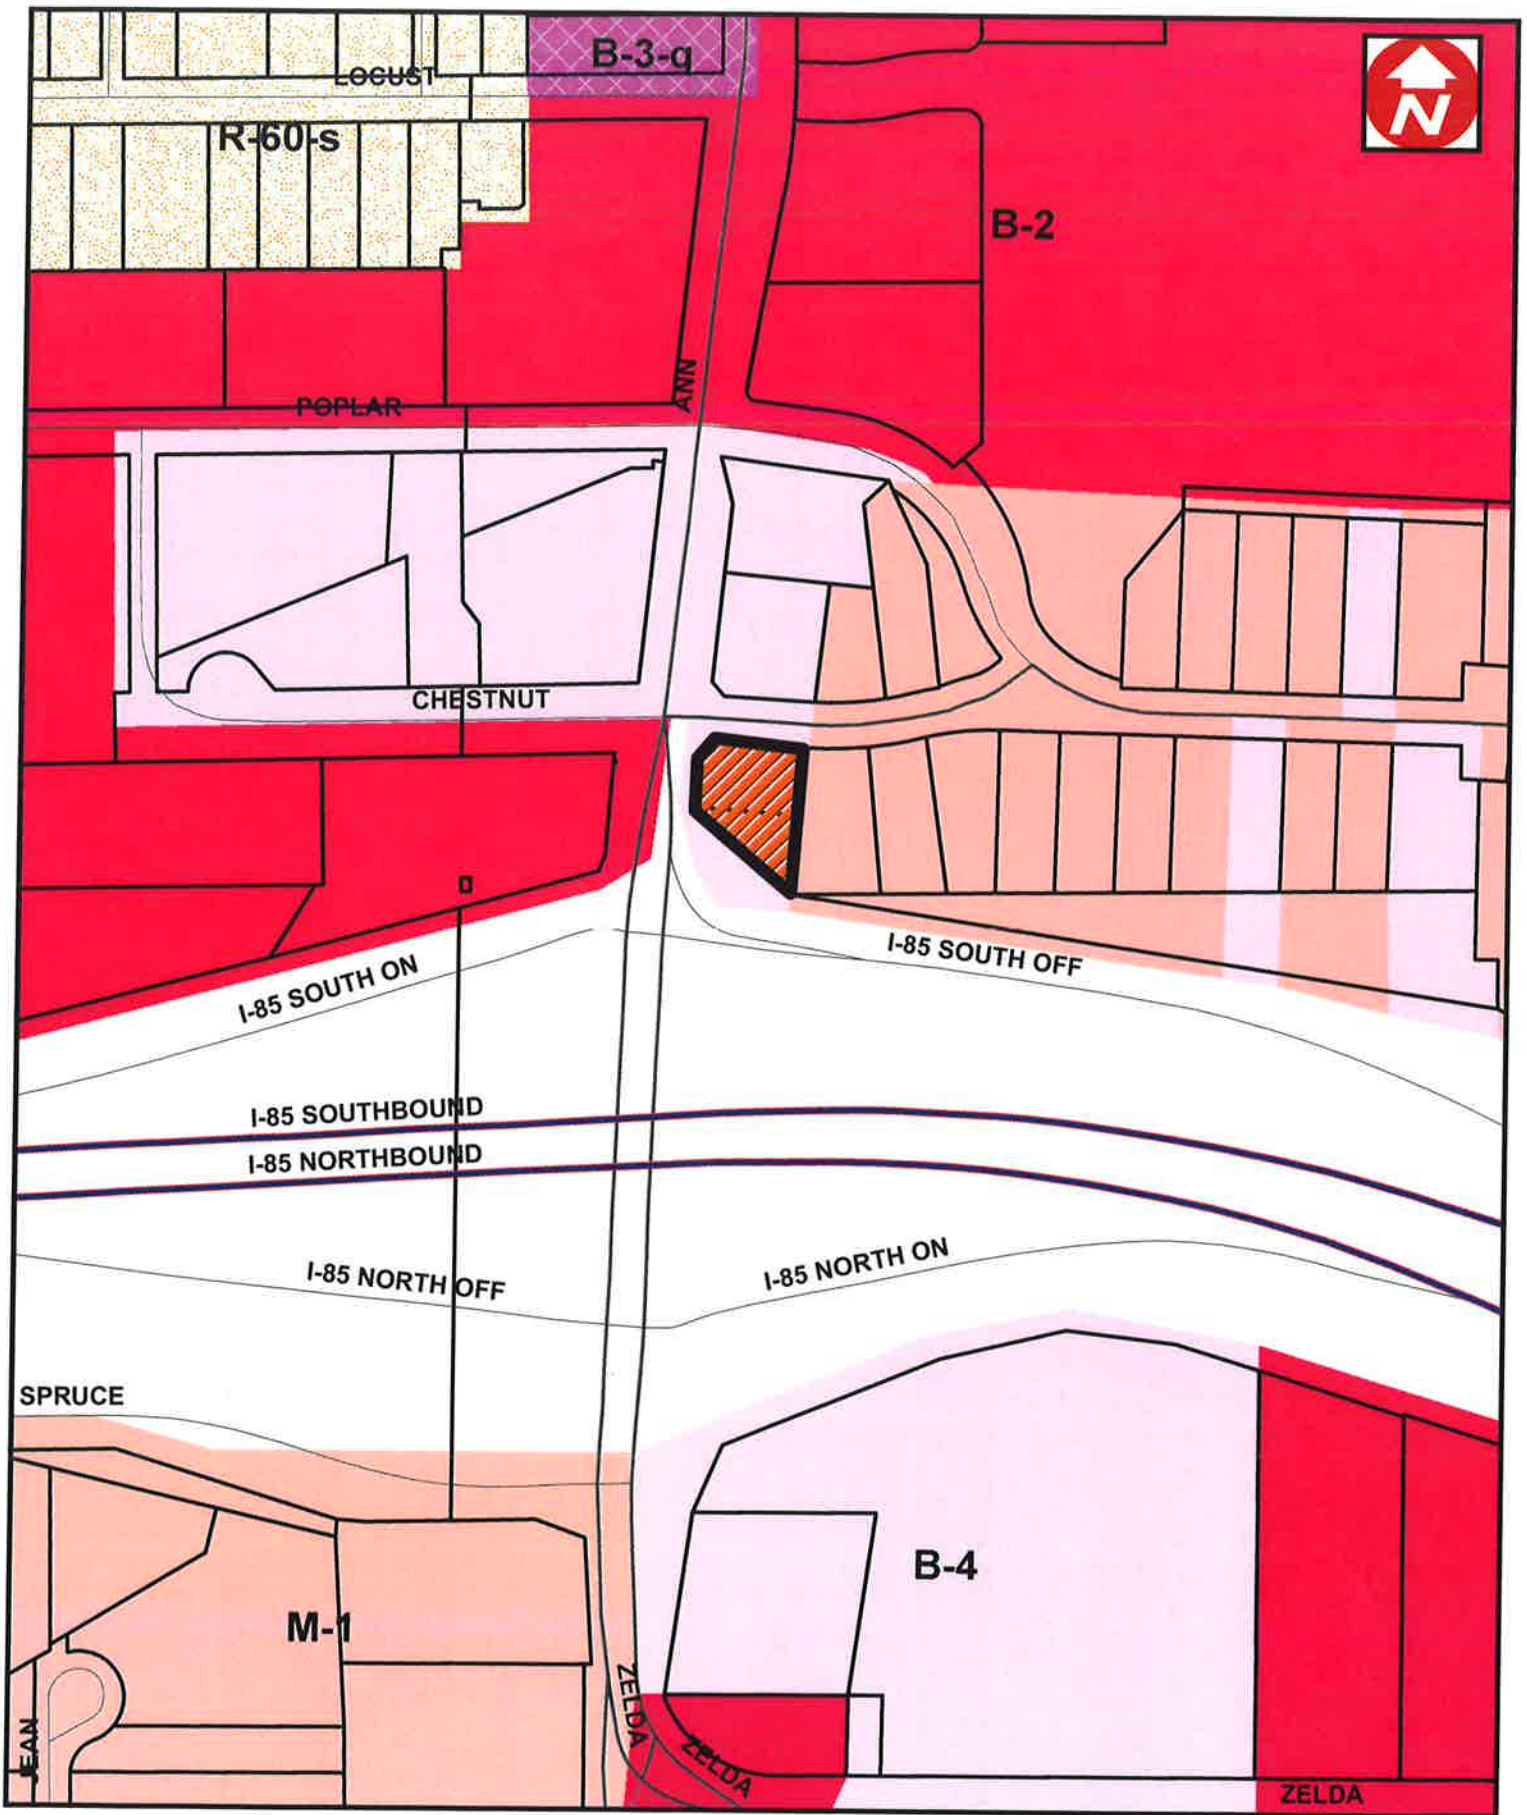 B-3-q
LOCUST
R-60-s
N
B-2
ANN
POPLAR
CHESTNUT
I-85 SOUTH OFF
I-85 SOUTH ON
I-85 SOUTHBOUND
I-85 NORTHBOUND
I-85 NORTH ON
I-85 NORTH OFF
SPRUCE
B-4
M-1
ZELDA
JEAN
ZELDA
ZELDA